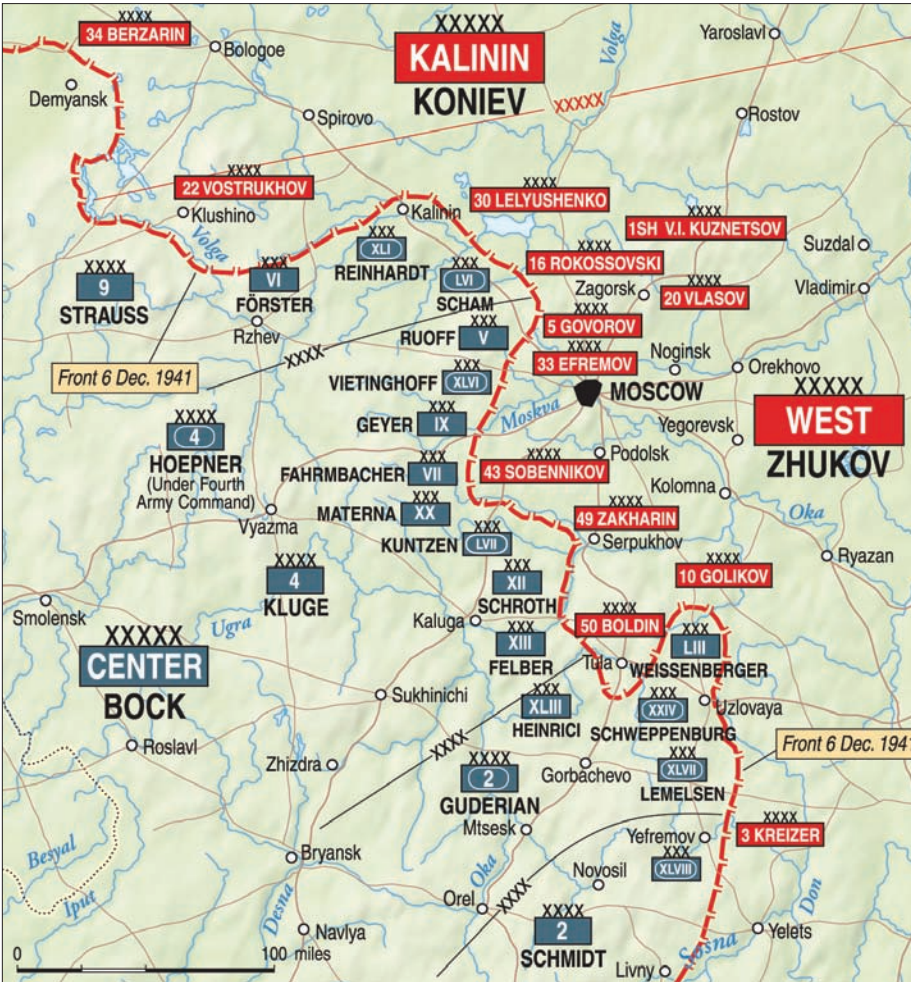 XXXX
34 BERZARIN
Bologoe
Demyansk
XXXXX
KALININ
KONIEV
Volga
Yaroslavl
XXXXX
Spirovo
Rostov
XXXX
22 VOSTRUKHOV
Klushino
Volga
Kalinin
XXXX
30 LELYUSHENKO
XXXX
1SH V.I. KUZNETSOV
Suzdal
XXX
XLI
REINHARDT
XXXX
16 ROKOSSOVSKI
XXXX
9
STRAUSS
XXX
VI
FÖRSTER
XXX
LVI
SCHAM
Zagorsk
XXXX
20 VLASOV
Vladimir
Rzhev
XXX
RUOFF V
XXXX
5 GOVOROV
XXXX
33 EFREMOV
Noginsk
Orekhovo
Front 6 Dec. 1941
XXXX
XXX
VIETINGHOFF XLVI
MOSCOW
XXXXX
WEST
ZHUKOV
XXXX
4
HOEPNER
(Under Fourth
Army Command)
XXX
GEYER IX
Moskva
Yegorevsk
XXX
FAHRMBACHER VII
XXXX
43 SOBENNIKOV
Podolsk
Kolomna
Vyazma
XXX
MATERNA XX
XXXX
49 ZAKHARIN
Serpukhov
Oka
XXX
KUNTZEN LVII
Ryazan
XXXX
4
KLUGE
XXX
XII
SCHROTH
XXXX
10 GOLIKOV
Smolensk
Ugra
Kaluga
XXXX
50 BOLDIN
XXXXX
CENTER
BOCK
XXX
XIII
FELBER
Tula
XXX
LIII
WEISSENBERGER
Sukhinichi
XXX
XLIII
HEINRICI
XXX
XXIV
SCHWEPPENBURG
Uzlovaya
Roslavl
XXXX
Zhizdra
XXXX
2
GUDERIAN
Gorbachevo
XXX
XLVII
LEMELSEN
Front 6 Dec. 1941
Mtsesk
Yefremov
XXXX
3 KREIZER
Besyal
Bryansk
Oka
XXX
XLVIII
Iput
Desna
Orel
XXXX
Novosil
Don
Navlya
XXXX
2
SCHMIDT
Sosna
Yelets
Livny
0 100
miles